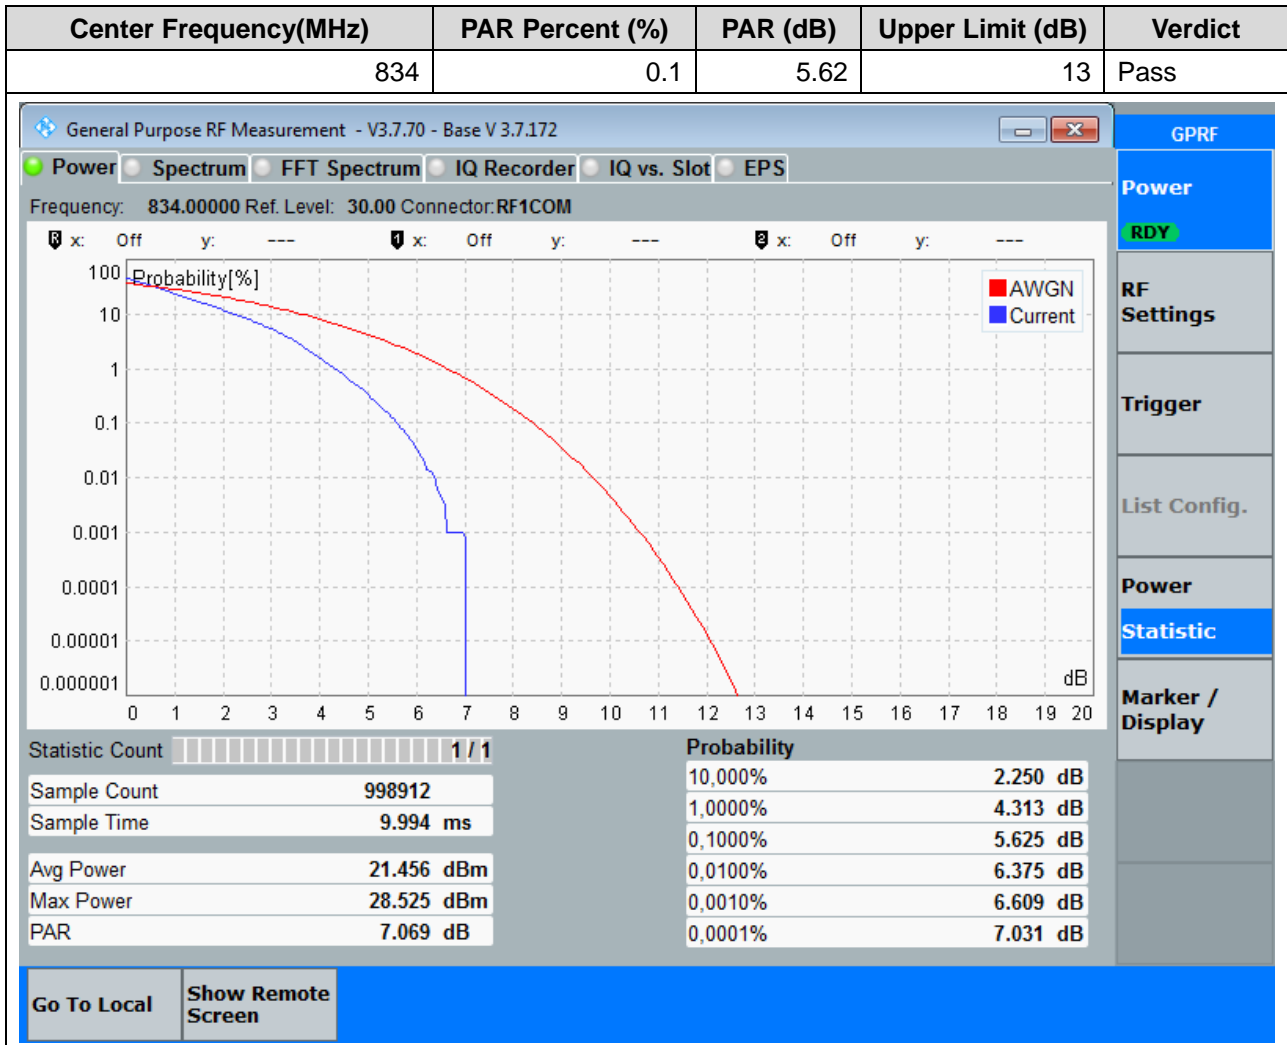 Center Frequency(MHz) PAR Percent (%) PAR (dB) Upper Limit (dB) Verdict
834 0.1 5.62 13 Pass
General Purpose RF Measurement - V3.7.70 - Base V 3.7.172
GPRF
Power Spectrum FFT Spectrum IQ Recorder IQ vs. Slot EPS
Frequency: 834.00000 Ref. Level: 30.00 Connector: RF1COM
R x: Off y: --- 1 x: Off y: --- 2 x: Off y: ---
Probability[%]
100
10
1
0.1
0.01
0.001
0.0001
0.00001
0.000001
AWGN
Current
dB
0 1 2 3 4 5 6 7 8 9 10 11 12 13 14 15 16 17 18 19 20
Statistic Count 1 / 1
Sample Count 998912
Sample Time 9.994 ms
Avg Power 21.456 dBm
Max Power 28.525 dBm
PAR 7.069 dB
Probability
10,000% 2.250 dB
1,0000% 4.313 dB
0,1000% 5.625 dB
0,0100% 6.375 dB
0,0010% 6.609 dB
0,0001% 7.031 dB
Power
RDY
RF
Settings
Trigger
List Config.
Power
Statistic
Marker /
Display
Go To Local
Show Remote
Screen